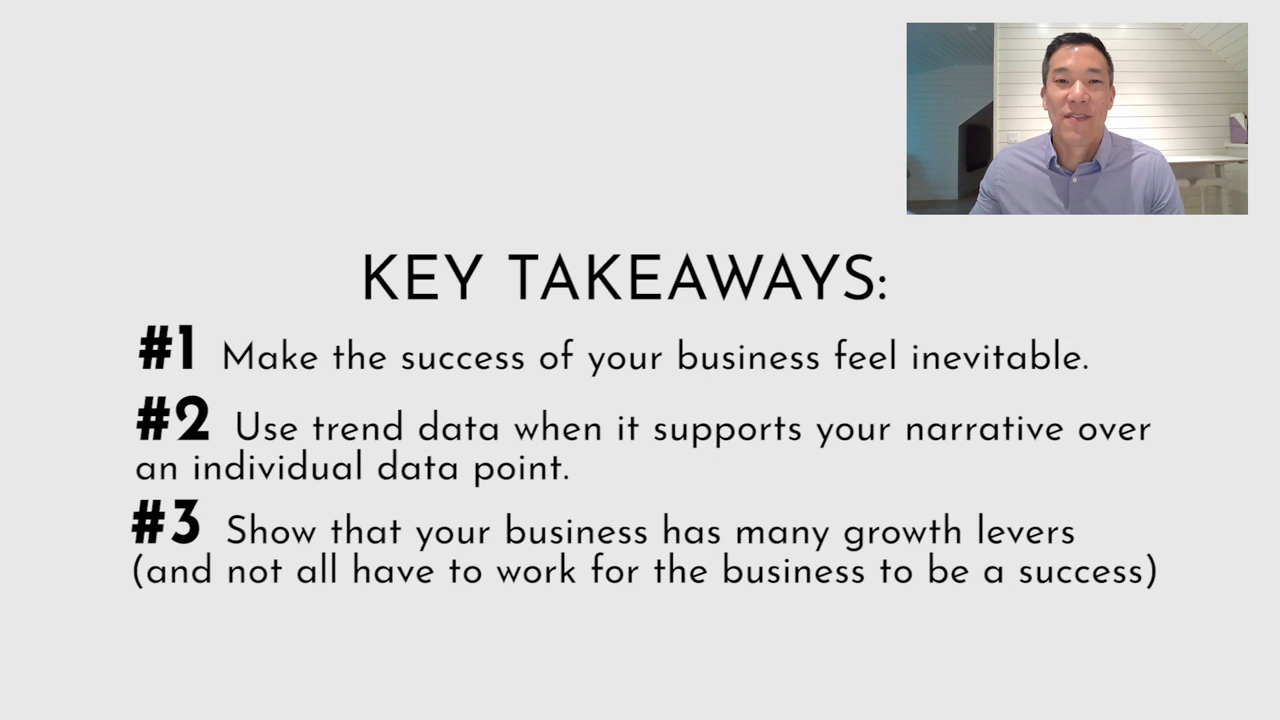 KEY TAKEAWAYS:
#1 Make the success of your business feel inevitable.
#2 Use trend data when it supports your narrative over
an individual data point.
#3 Show that your business has many growth levers
(and not all have to work for the business to be a success)